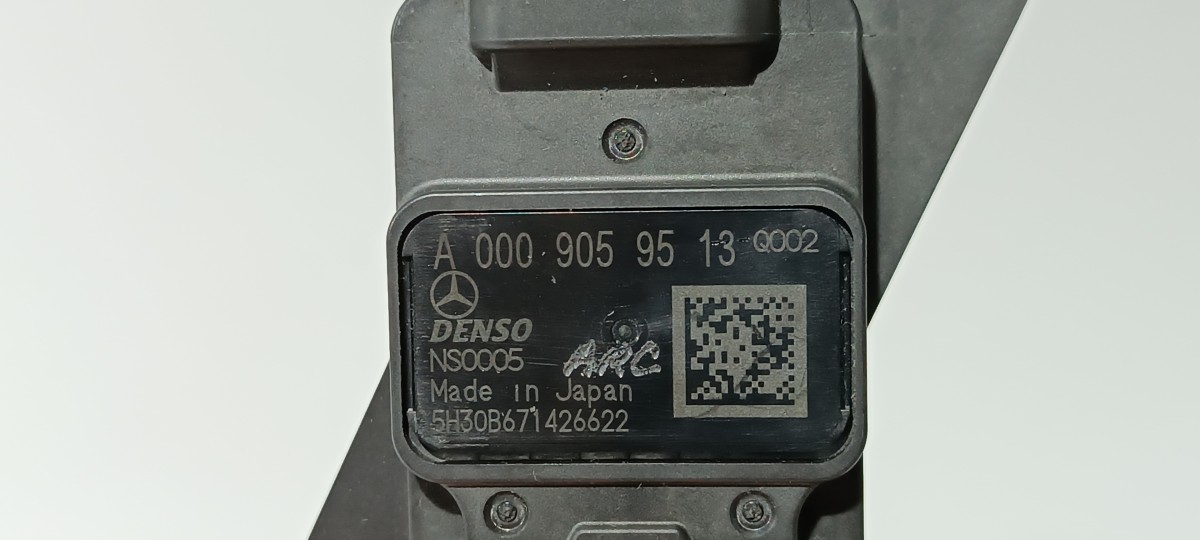 A 000 905 95 13 Q002
DENSO
NS0005
ARC
Made in Japan
5H30B671426622